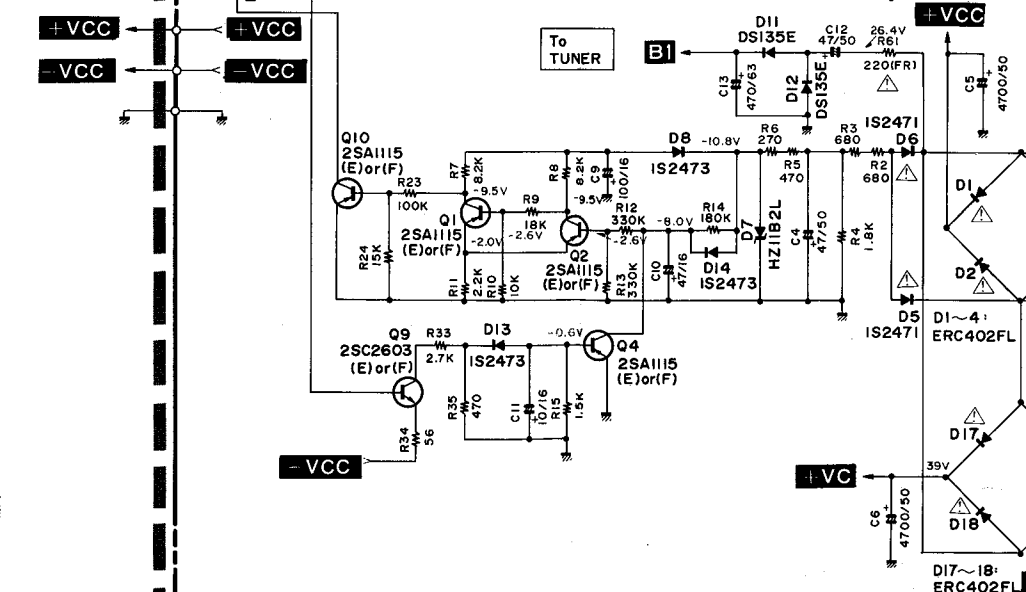 +VCC
+VCC
-VCC
-VCC
+VCC
To
TUNER
B1
D11
DS135E
C12
47/50
26.4V
R61
220(FR)
C13
470/63
D12
DS135E
C5
4700/50
1S2471
D6
Q10
2SA1115
(E)or(F)
R7
8.2K
R8
8.2K
C9
100/16
D8
1S2473
-10.8V
R6
270
R5
470
R3
680
R2
680
R23
100K
-9.5V
Q1
2SA1115
(E)or(F)
R9
18K
-2.6V
-2.0V
-9.5V
R12
330K
-2.6V
Q2
2SA1115
(E)or(F)
-8.0V
R14
180K
D14
1S2473
D7
HZ11B2L
C4
47/50
R4
1.8K
D1
D2
R24
15K
R11
2.2K
R10
10K
R13
330K
C10
47/16
D5
1S2471
D1~4:
ERC402FL
Q9
2SC2603
(E)or(F)
R33
2.7K
D13
1S2473
-0.6V
Q4
2SA1115
(E)or(F)
R35
470
C11
10/16
R15
1.5K
R34
56
-VCC
D17
39V
+VC
D18
C6
4700/50
D17~18:
ERC402FL